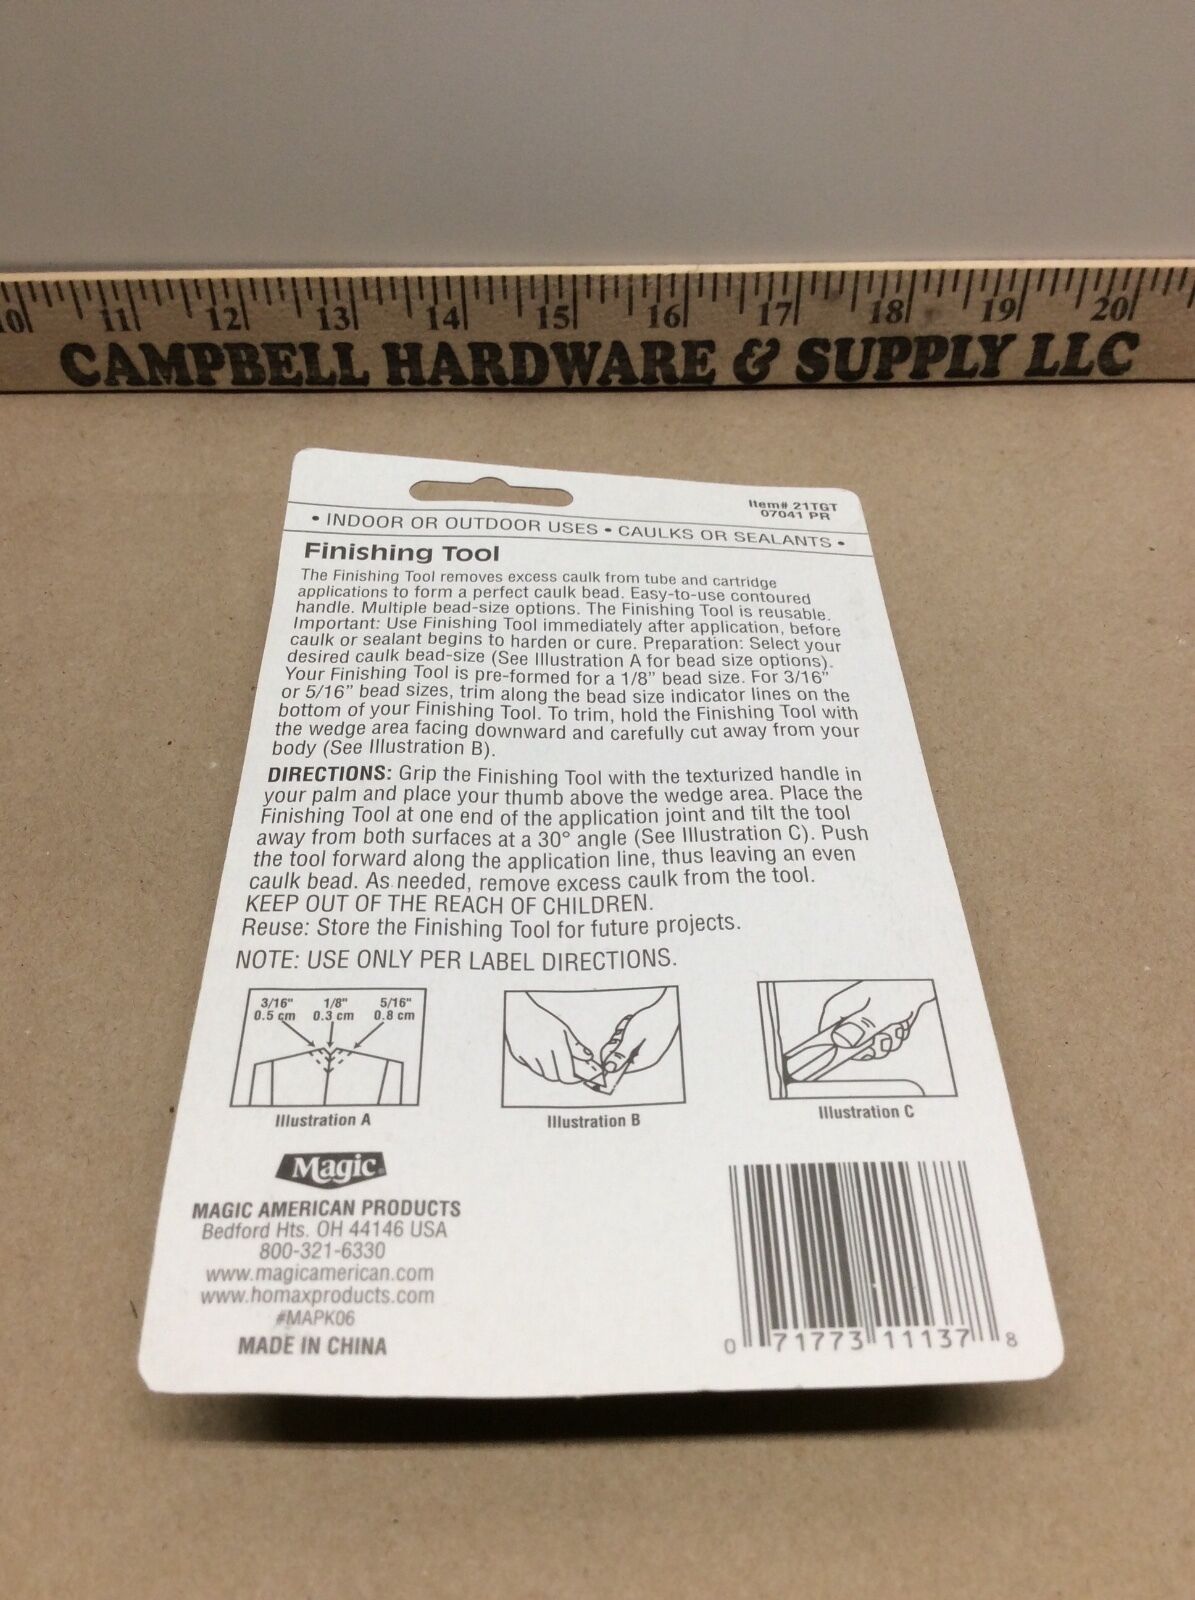 10 11 12 13 14 15 16 17 18 19 20
CAMPBELL HARDWARE & SUPPLY LLC
Item# 21TGT
07041 PR
• INDOOR OR OUTDOOR USES • CAULKS OR SEALANTS •
Finishing Tool
The Finishing Tool removes excess caulk from tube and cartridge
applications to form a perfect caulk bead. Easy-to-use contoured
handle. Multiple bead-size options. The Finishing Tool is reusable.
Important: Use Finishing Tool immediately after application, before
caulk or sealant begins to harden or cure. Preparation: Select your
desired caulk bead-size (See Illustration A for bead size options).
Your Finishing Tool is pre-formed for a 1/8" bead size. For 3/16"
or 5/16" bead sizes, trim along the bead size indicator lines on the
bottom of your Finishing Tool. To trim, hold the Finishing Tool with
the wedge area facing downward and carefully cut away from your
body (See Illustration B).
DIRECTIONS: Grip the Finishing Tool with the texturized handle in
your palm and place your thumb above the wedge area. Place the
Finishing Tool at one end of the application joint and tilt the tool
away from both surfaces at a 30° angle (See Illustration C). Push
the tool forward along the application line, thus leaving an even
caulk bead. As needed, remove excess caulk from the tool.
KEEP OUT OF THE REACH OF CHILDREN.
Reuse: Store the Finishing Tool for future projects.
NOTE: USE ONLY PER LABEL DIRECTIONS.
3/16" 1/8" 5/16"
0.5 cm 0.3 cm 0.8 cm
Illustration A
Illustration B
Illustration C
Magic
MAGIC AMERICAN PRODUCTS
Bedford Hts. OH 44146 USA
800-321-6330
www.magicamerican.com
www.homaxproducts.com
#MAPK06
MADE IN CHINA
0 71773 11137 8